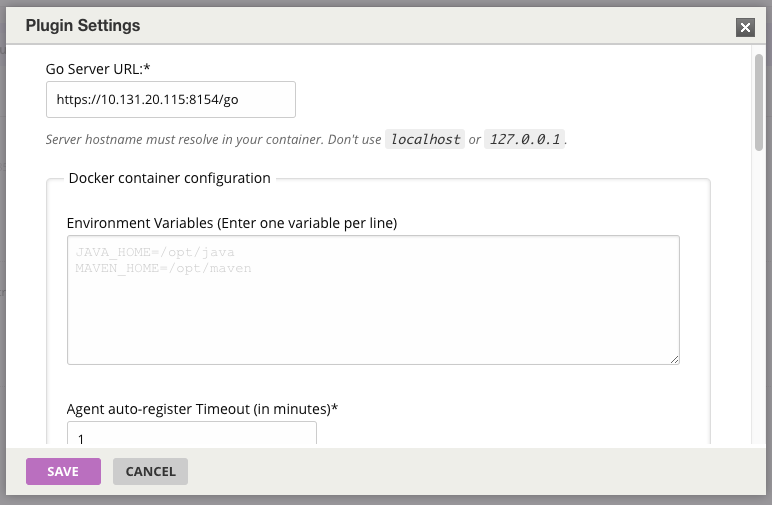 Plugin Settings
Go Server URL:*
https://10.131.20.115:8154/go
Server hostname must resolve in your container. Don't use localhost or 127.0.0.1.
Docker container configuration
Environment Variables (Enter one variable per line)
JAVA_HOME=/opt/java
MAVEN_HOME=/opt/maven
Agent auto-register Timeout (in minutes)*
1
SAVE CANCEL